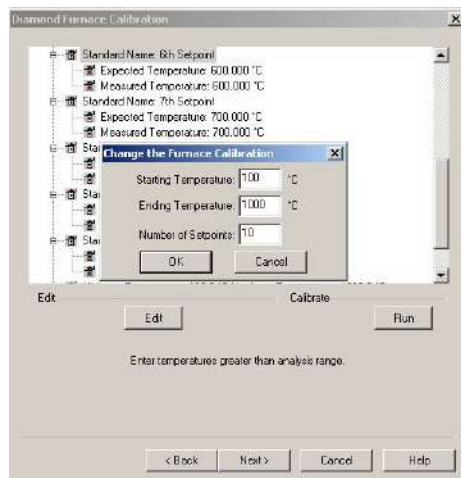 Diamond Furnace Calibration
Standard Name: 6th Setpoint
Expected Temperature: 600.000 °C
Measured Temperature: 600.000 °C
Standard Name: 7th Setpoint
Expected Temperature: 700.000 °C
Measured Temperature: 700.000 °C
Sta
Change the Furnace Calibration
Starting Temperature: 100 °C
Ending Temperature: 1000 °C
Sta
Number of Setpoints: 10
Sta
OK Cancel
Edit Calibrate
Edit Run
Enter temperatures greater than analysis range.
< Back Next > Cancel Help